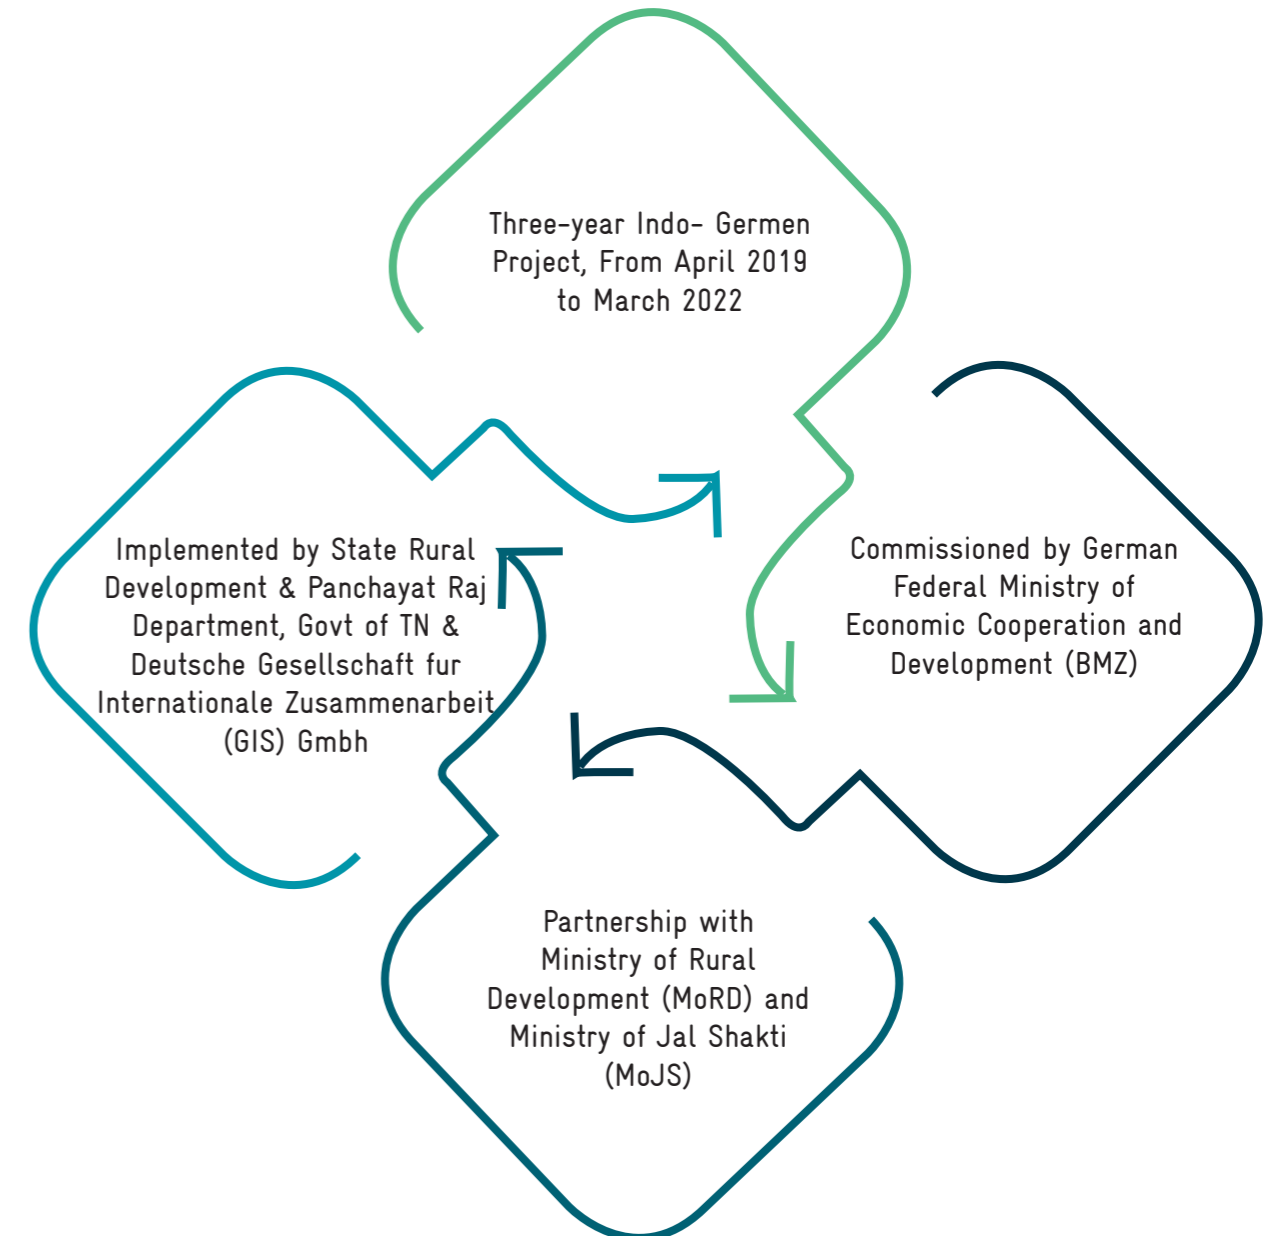 Three-year Indo- Germen
Project, From April 2019
to March 2022
Implemented by State Rural
Development & Panchayat Raj
Department, Govt of TN &
Deutsche Gesellschaft fur
Internationale Zusammenarbeit
(GIS) Gmbh
Commissioned by German
Federal Ministry of
Economic Cooperation and
Development (BMZ)
Partnership with
Ministry of Rural
Development (MoRD) and
Ministry of Jal Shakti
(MoJS)